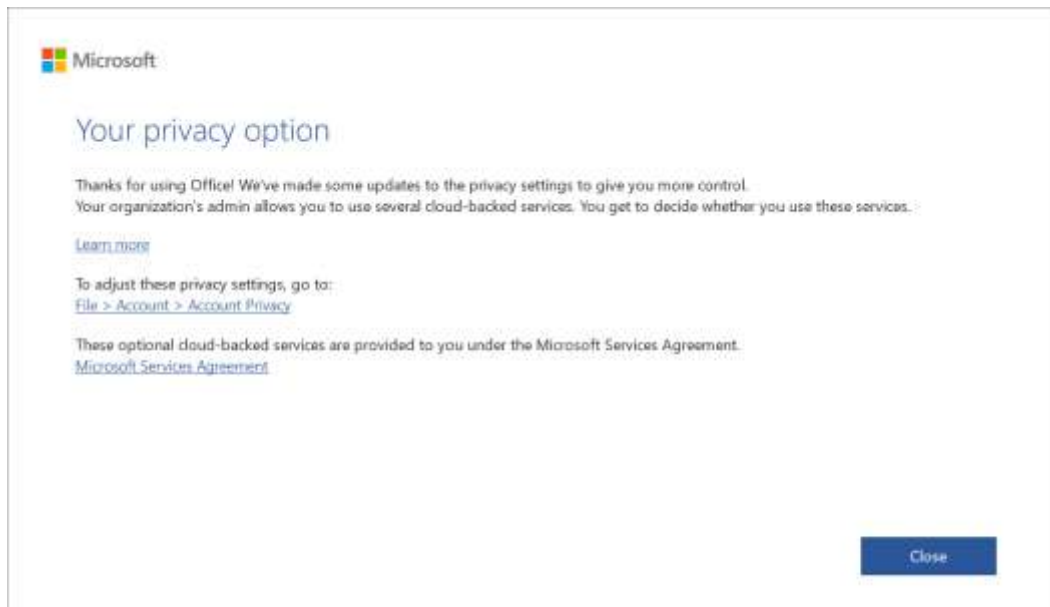 Microsoft
Your privacy option
Thanks for using Office! We've made some updates to the privacy settings to give you more control.
Your organization's admin allows you to use several cloud-backed services. You get to decide whether you use these services.
Learn more
To adjust these privacy settings, go to:
File > Account > Account Privacy
These optional cloud-backed services are provided to you under the Microsoft Services Agreement.
Microsoft Services Agreement
Close